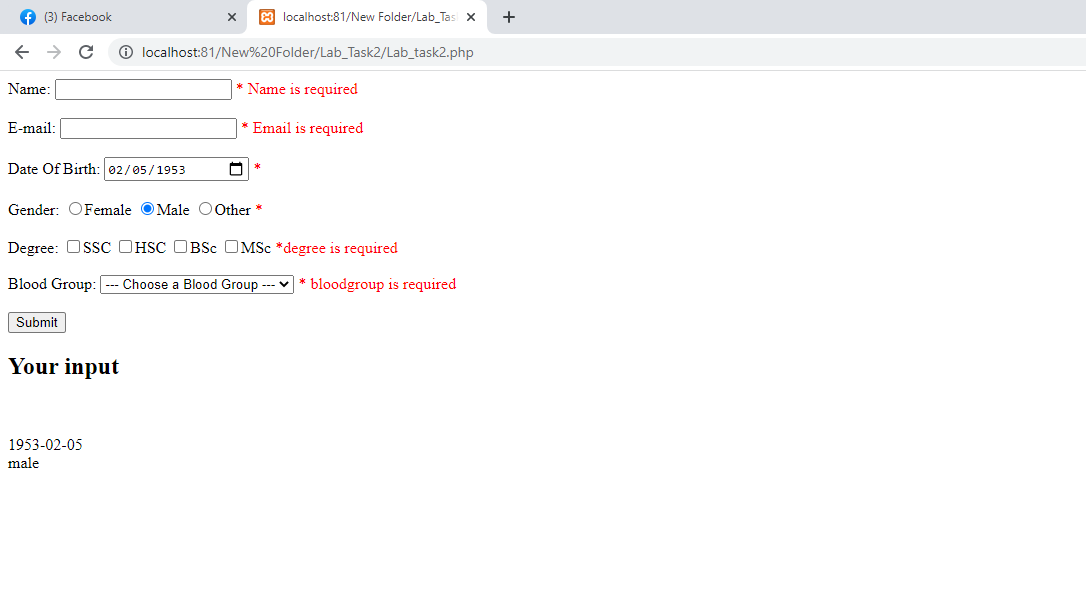 (3) Facebook
localhost:81/New Folder/Lab_Tas
localhost:81/New%20Folder/Lab_Task2/Lab_task2.php
Name: * Name is required
E-mail: * Email is required
Date Of Birth: 02/05/1953 *
Gender: Female Male Other *
Degree: SSC HSC BSc MSc *degree is required
Blood Group: --- Choose a Blood Group --- * bloodgroup is required
Submit
Your input
1953-02-05
male